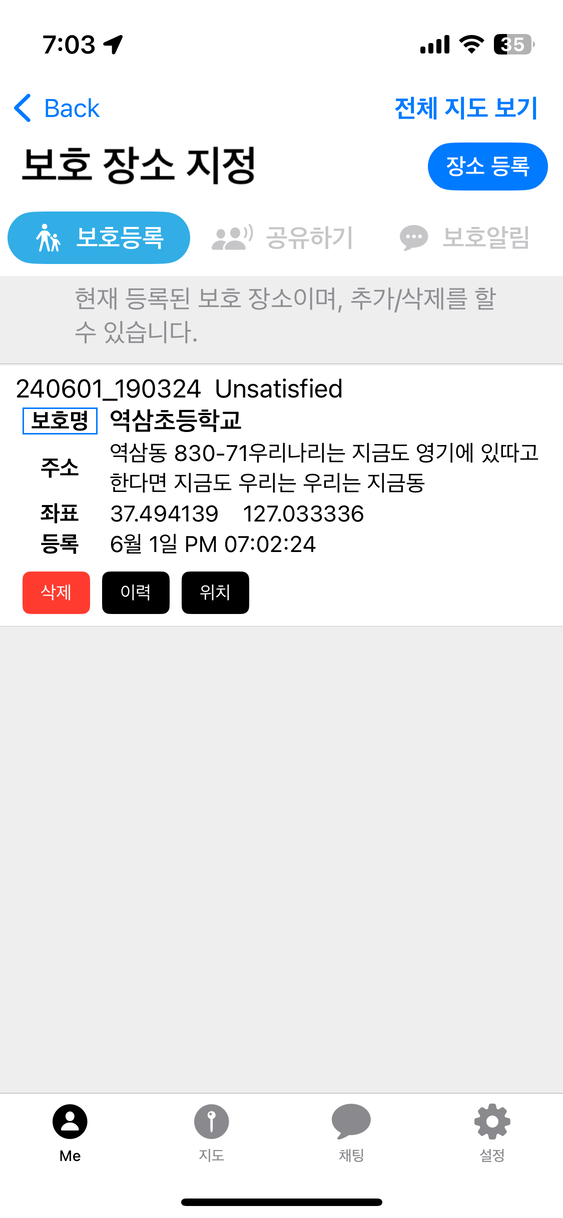 7:03
35
Back
전체 지도 보기
보호 장소 지정
장소 등록
보호등록
공유하기
보호알림
현재 등록된 보호 장소이며, 추가/삭제를 할
수 있습니다.
240601_190324 Unsatisfied
보호명 역삼초등학교
주소
역삼동 830-71우리나리는 지금도 영기에 있따고
한다면 지금도 우리는 우리는 지금동
좌표 37.494139 127.033336
등록 6월 1일 PM 07:02:24
삭제
이력
위치
Me
지도
채팅
설정